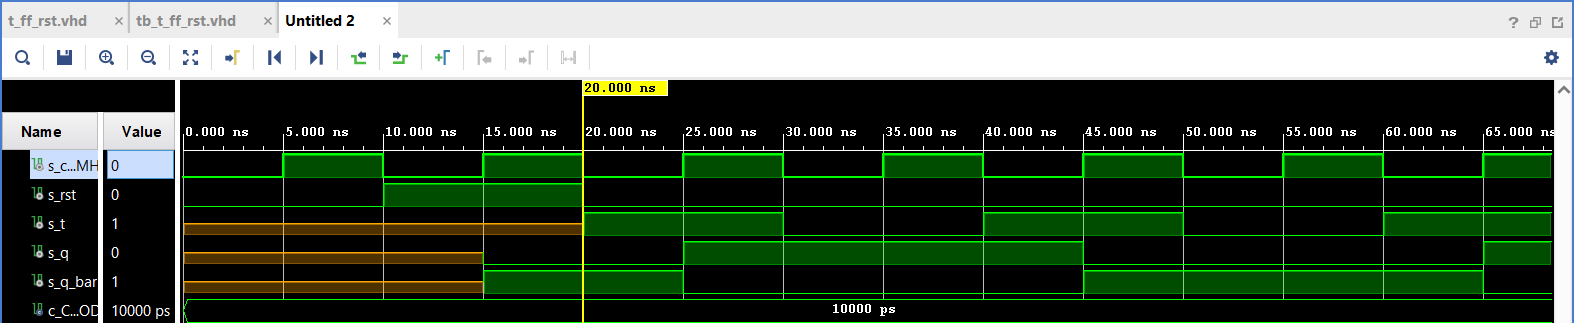 t_ff_rst.vhd × tb_t_ff_rst.vhd × Untitled 2 × ?
20.000 ns
Name Value 0.000 ns 5.000 ns 10.000 ns 15.000 ns 20.000 ns 25.000 ns 30.000 ns 35.000 ns 40.000 ns 45.000 ns 50.000 ns 55.000 ns 60.000 ns 65.000 ns
s_c...MH 0
s_rst 0
s_t 1
s_q 0
s_q_bar 1
c_C...OD 10000 ps 10000 ps